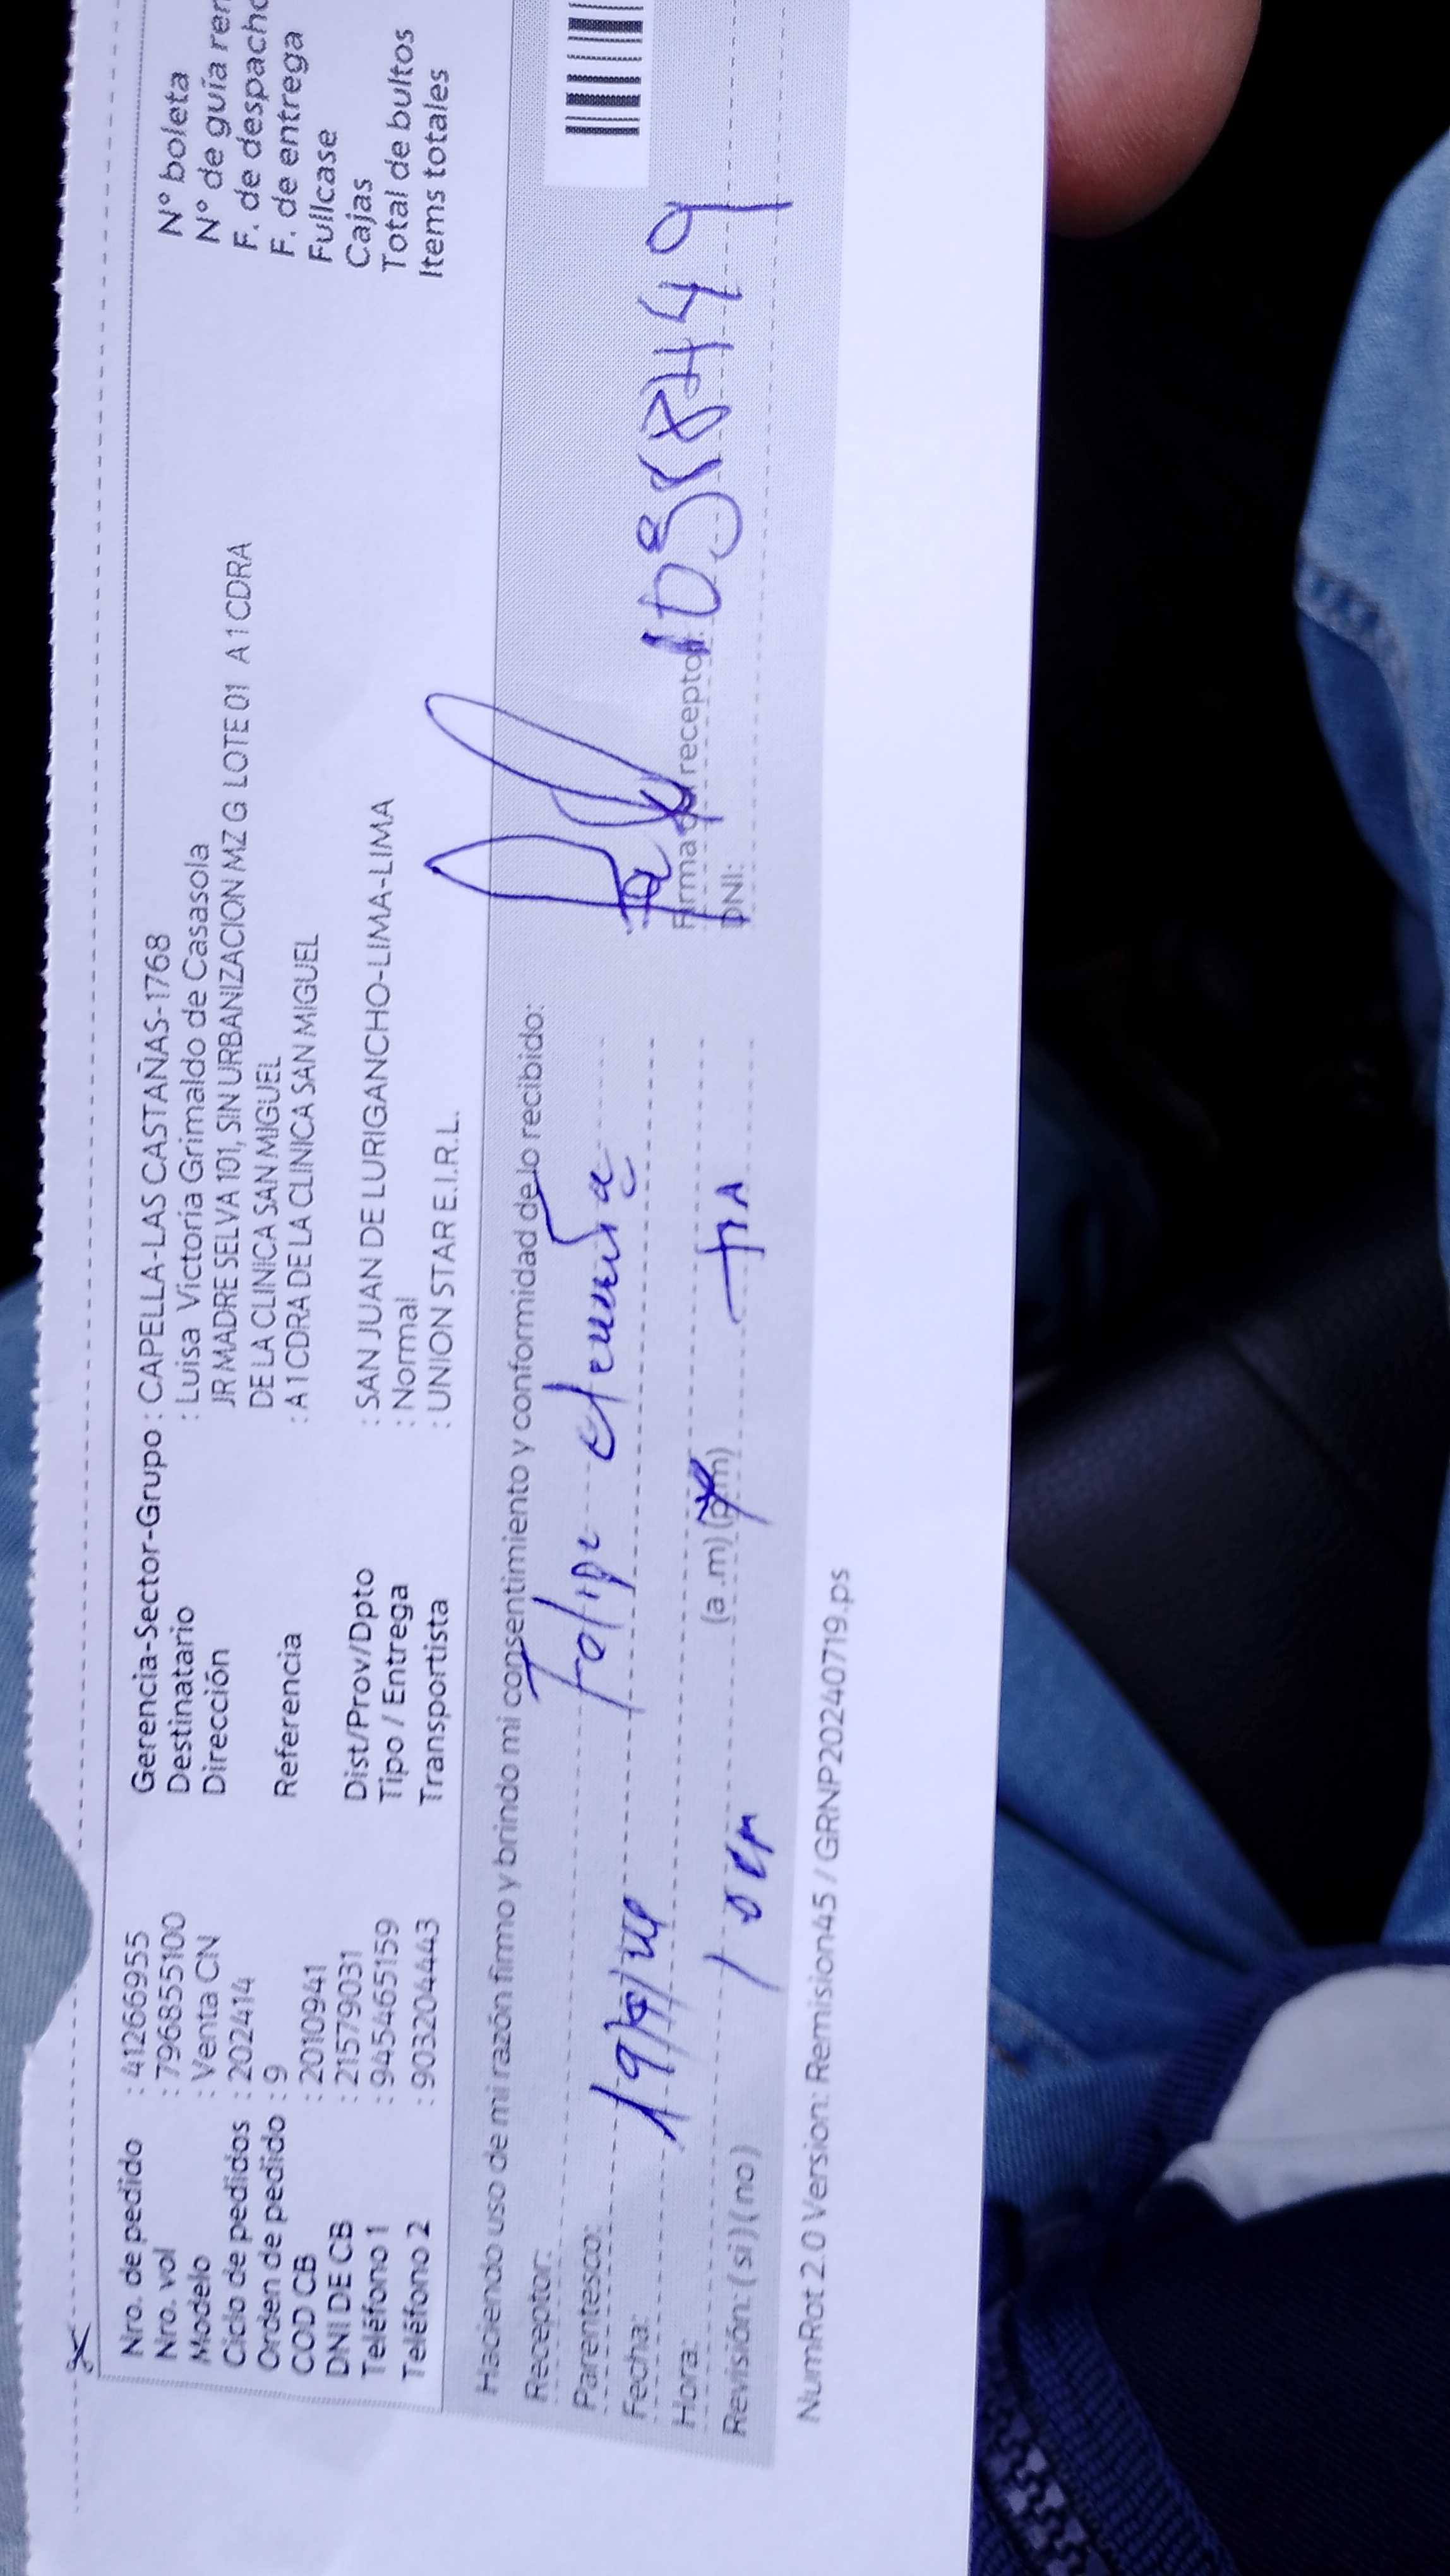 Nro. de pedido : 41266955
Nro. vol : 796855100
Modelo : Venta CN
Ciclo de pedidos : 202414
Orden de pedido : 9
COD CB : 2010941
DNI DE CB : 21579031
Teléfono 1 : 945465159
Teléfono 2 : 903204443
Gerencia-Sector-Grupo : CAPELLA-LAS CASTAÑAS-1768
Destinatario : Luisa Victoria Grimaldo de Casasola
Dirección JR MADRE SELVA 101, SIN URBANIZACION MZ G LOTE 01 A 1 CDRA
DE LA CLINICA SAN MIGUEL
Referencia : A 1 CDRA DE LA CLINICA SAN MIGUEL
Dist/Prov/Dpto : SAN JUAN DE LURIGANCHO-LIMA-LIMA
Tipo / Entrega : Normal
Transportista : UNION STAR E.I.R.L.
N° boleta
N° de guía
F. de despacho
F. de entrega
Fullcase
Cajas
Total de bultos
Items totales
Haciendo uso de mi razón firmo y brindo mi consentimiento y conformidad de lo recibido:
Receptor:
Parentesco: Felipe
Fecha:
Hora: (a.m) (p.m)
Revisión: (si) (no)
Firma receptor:
DNI:
NumRot 2.0 Version: Remision45 / GRNP20240719.ps